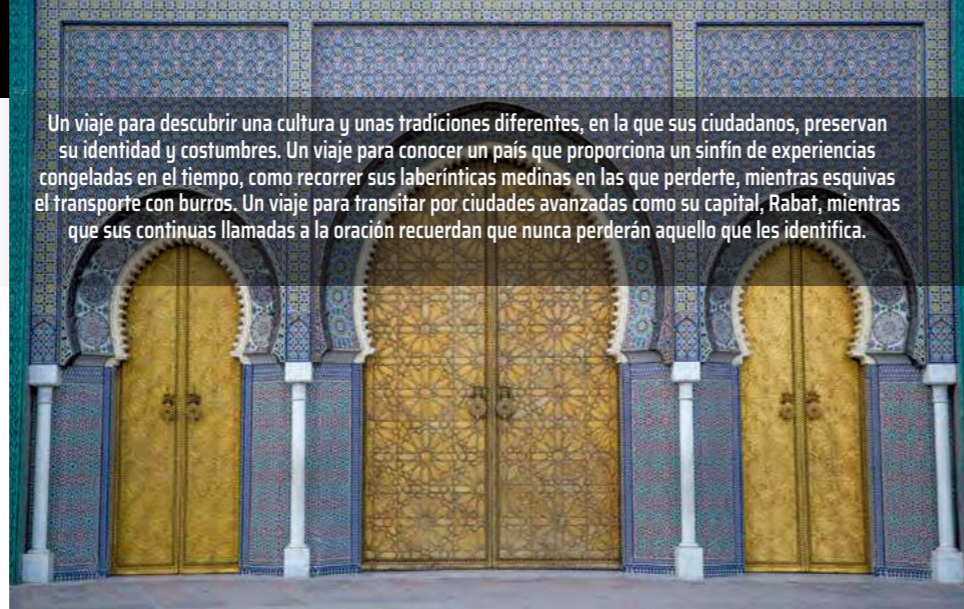 Un viaje para descubrir una cultura y unas tradiciones diferentes, en la que sus ciudadanos, preservan
su identidad y costumbres. Un viaje para conocer un país que proporciona un sinfín de experiencias
congeladas en el tiempo, como recorrer sus laberínticas medinas en las que perderte, mientras esquivas
el transporte con burros. Un viaje para transitar por ciudades avanzadas como su capital, Rabat, mientras
que sus continuas llamadas a la oración recuerdan que nunca perderán aquello que les identifica.